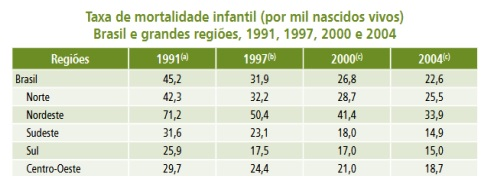 Taxa de mortalidade infantil (por mil nascidos vivos)
Brasil e grandes regiões, 1991, 1997, 2000 e 2004
Regiões 1991(a) 1997(b) 2000(c) 2004(c)
Brasil 45,2 31,9 26,8 22,6
Norte 42,3 32,2 28,7 25,5
Nordeste 71,2 50,4 41,4 33,9
Sudeste 31,6 23,1 18,0 14,9
Sul 25,9 17,5 17,0 15,0
Centro-Oeste 29,7 24,4 21,0 18,7